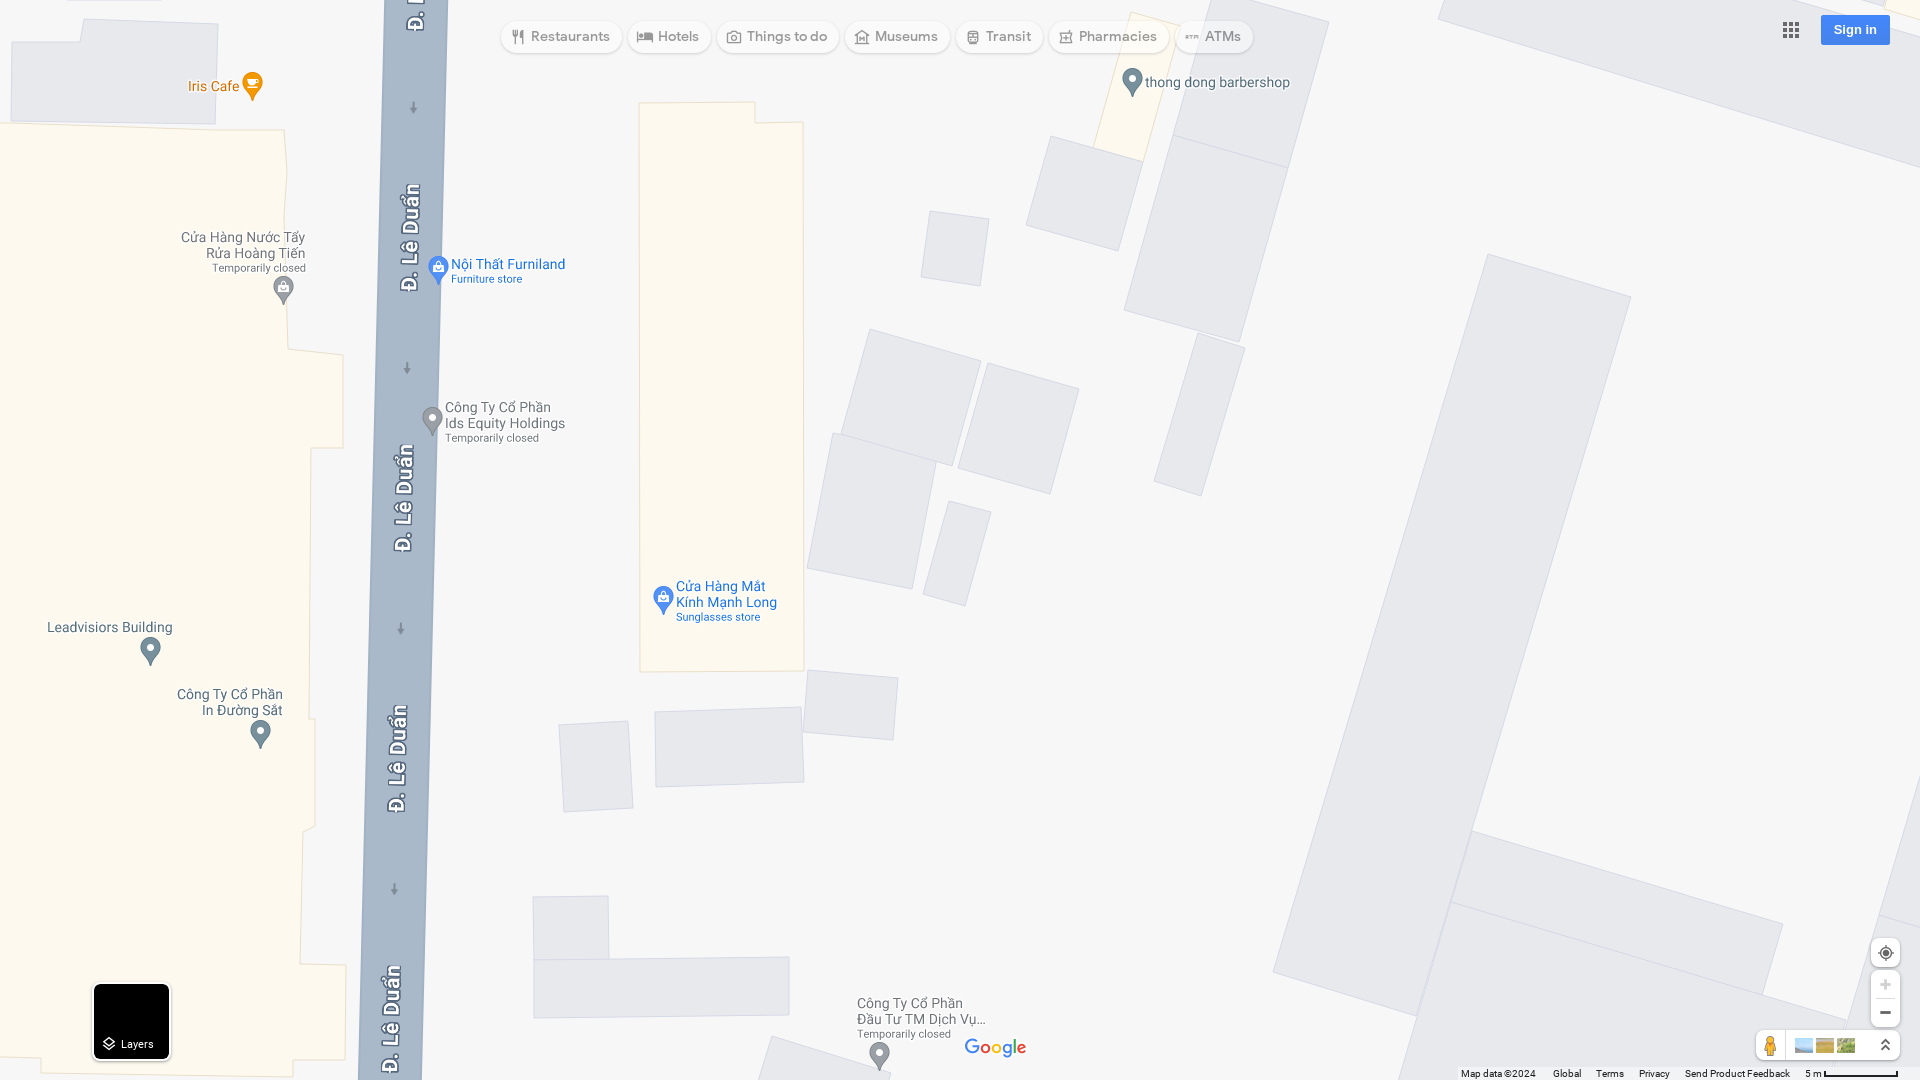 Restaurants
Hotels
Things to do
Museums
Transit
Pharmacies
ATMs
Sign in
Iris Cafe
thong dong barbershop
Đ. Lê Duẩn
Cửa Hàng Nước Tẩy
Rửa Hoàng Tiến
Temporarily closed
Nội Thất Furniland
Furniture store
Công Ty Cổ Phần
Ids Equity Holdings
Temporarily closed
Đ. Lê Duẩn
Cửa Hàng Mắt
Kính Mạnh Long
Sunglasses store
Leadvisiors Building
Công Ty Cổ Phần
In Đường Sắt
Đ. Lê Duẩn
Đ. Lê Duẩn
Công Ty Cổ Phần
Đầu Tư TM Dịch Vụ...
Temporarily closed
Layers
Google
Map data ©2024
Global
Terms
Privacy
Send Product Feedback
5 m